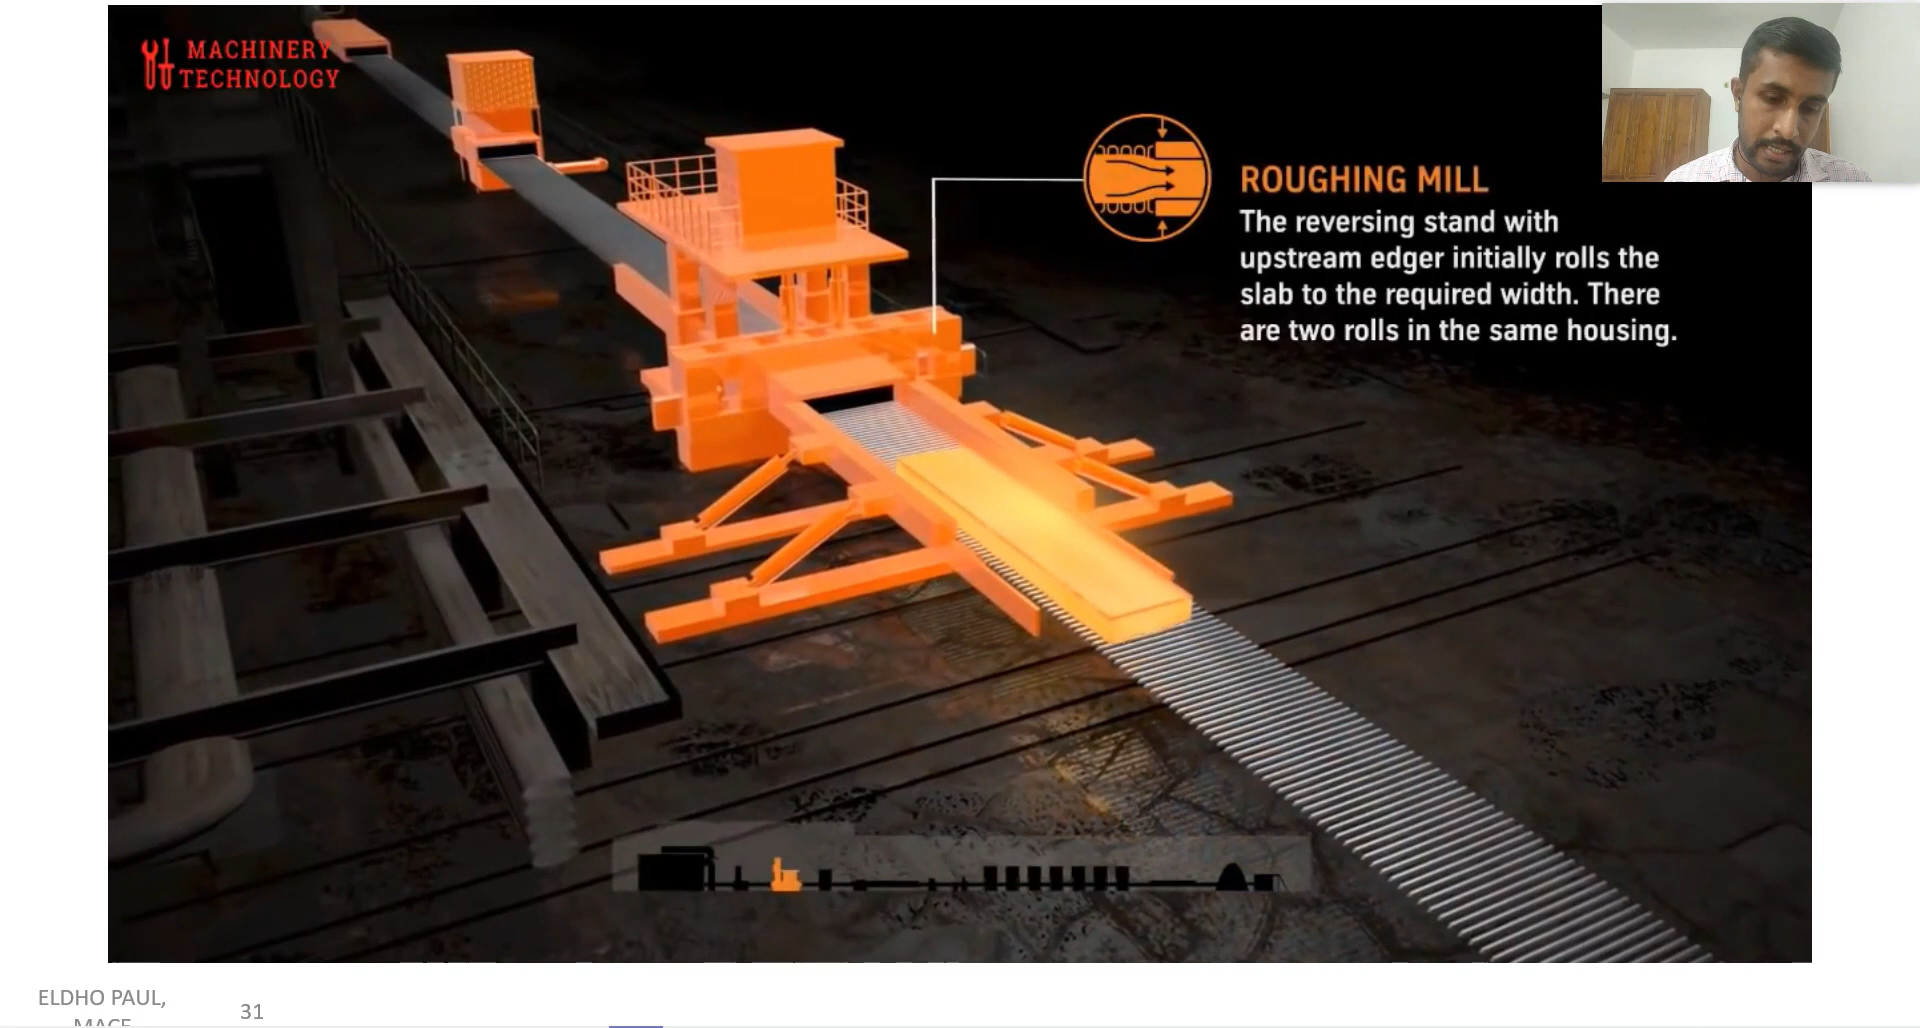 MACHINERY
TECHNOLOGY
ROUGHING MILL
The reversing stand with
upstream edger initially rolls the
slab to the required width. There
are two rolls in the same housing.
ELDHO PAUL,
MACE
31